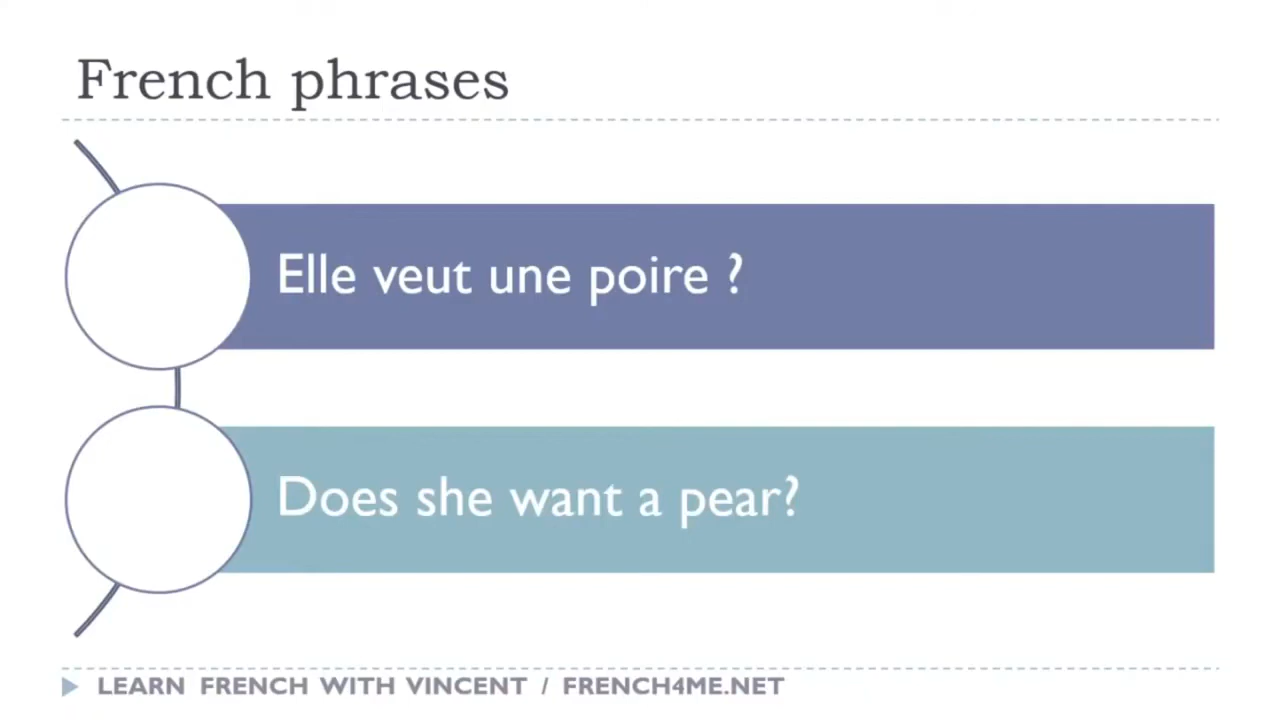 French phrases
Elle veut une poire ?
Does she want a pear?
LEARN FRENCH WITH VINCENT / FRENCH4ME.NET